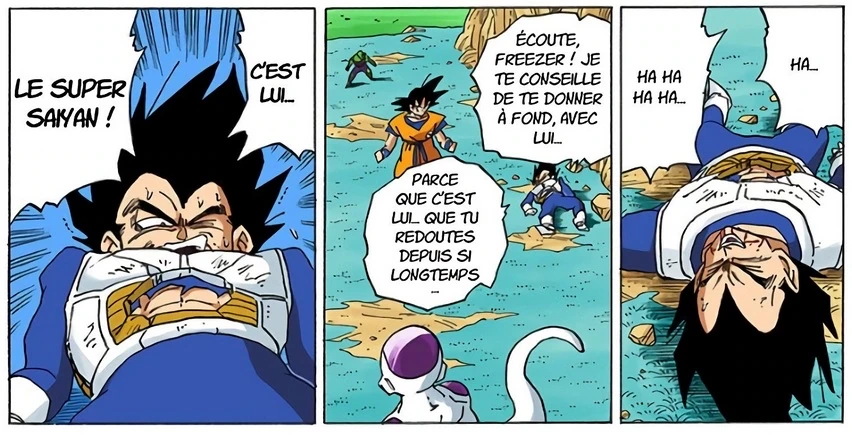 HA...
HA HA
HA HA...
ÉCOUTE,
FREEZER ! JE
TE CONSEILLE
DE TE DONNER
À FOND, AVEC
LUI...
PARCE
QUE C'EST
LUI... QUE TU
REDOUTES
DEPUIS SI
LONGTEMPS
...
C'EST
LUI...
LE SUPER
SAIYAN !